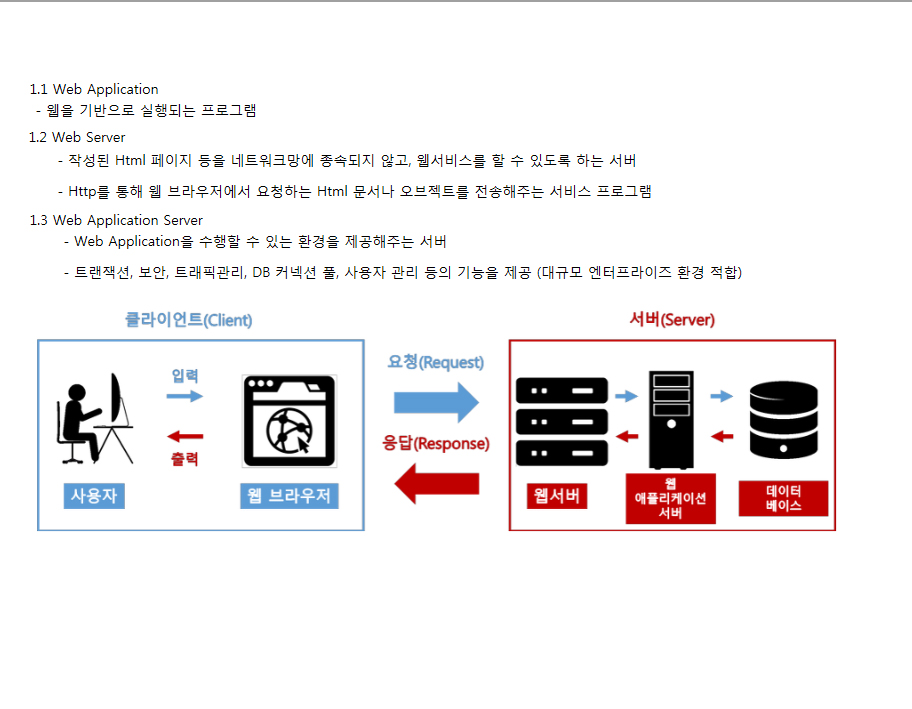 1.1 Web Application
- 웹을 기반으로 실행되는 프로그램
1.2 Web Server
- 작성된 Html 페이지 등을 네트워크망에 종속되지 않고, 웹서비스를 할 수 있도록 하는 서버
- Http를 통해 웹 브라우저에서 요청하는 Html 문서나 오브젝트를 전송해주는 서비스 프로그램
1.3 Web Application Server
- Web Application을 수행할 수 있는 환경을 제공해주는 서버
- 트랜잭션, 보안, 트래픽관리, DB 커넥션 풀, 사용자 관리 등의 기능을 제공 (대규모 엔터프라이즈 환경 적합)
클라이언트(Client)
입력
출력
사용자
웹 브라우저
요청(Request)
응답(Response)
서버(Server)
웹서버
웹
애플리케이션
서버
데이터
베이스